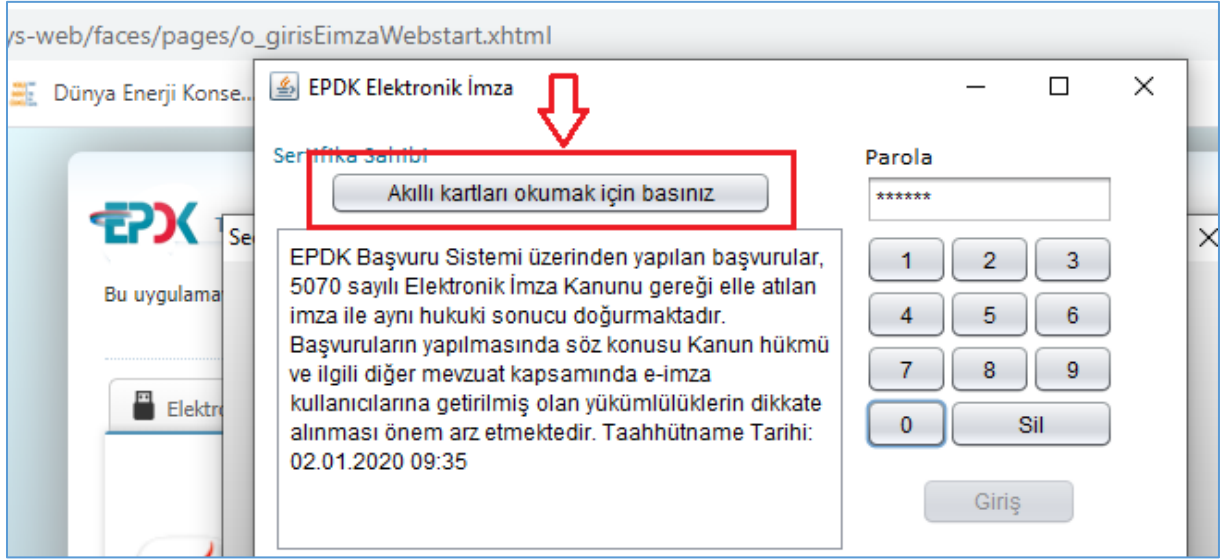 ys-web/faces/pages/o_girisEimzaWebstart.xhtml
Dünya Enerji Konse...
EPDK Elektronik İmza
Sertifika Sahibi
Akıllı kartları okumak için basınız
EPDK Başvuru Sistemi üzerinden yapılan başvurular,
5070 sayılı Elektronik İmza Kanunu gereği elle atılan
imza ile aynı hukuki sonucu doğurmaktadır.
Başvuruların yapılmasında söz konusu Kanun hükmü
ve ilgili diğer mevzuat kapsamında e-imza
kullanıcılarına getirilmiş olan yükümlülüklerin dikkate
alınması önem arz etmektedir. Taahhütname Tarihi:
02.01.2020 09:35
Parola
******
1 2 3
4 5 6
7 8 9
0 Sil
Giriş
EPDK
Bu uygulama